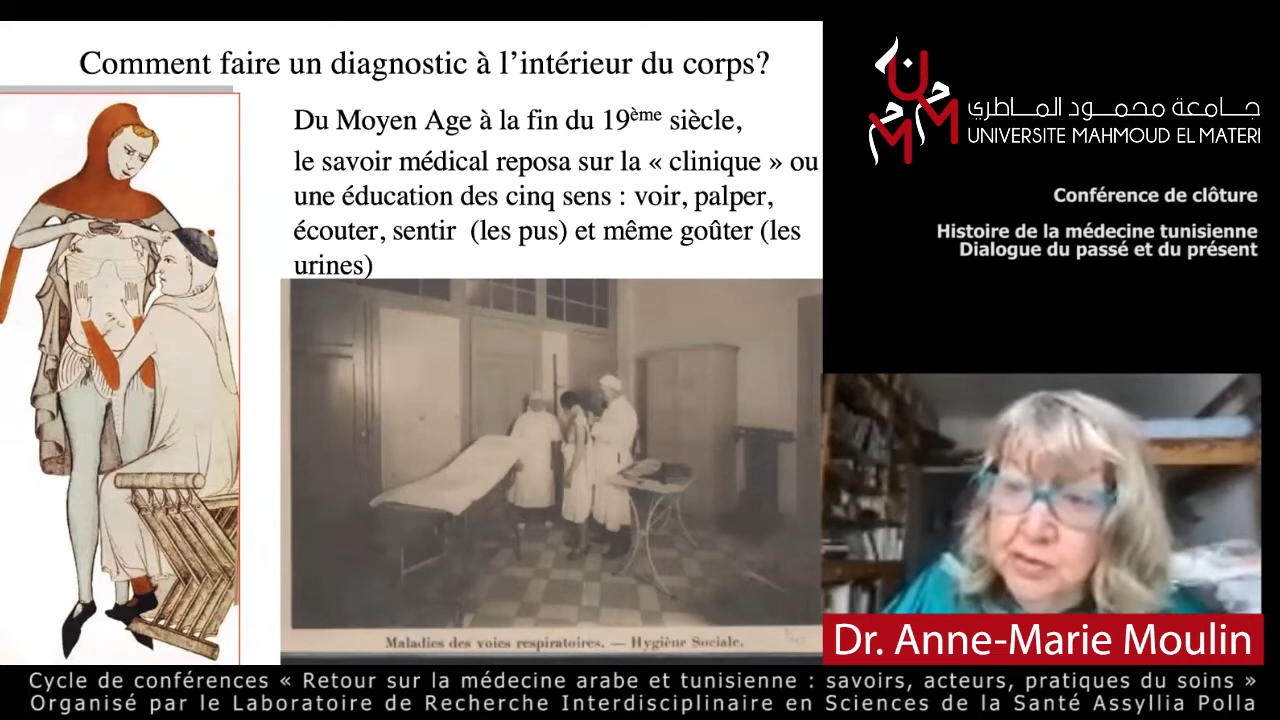 Comment faire un diagnostic à l’intérieur du corps?
Du Moyen Age à la fin du 19ème siècle,
le savoir médical reposa sur la « clinique » ou
une éducation des cinq sens : voir, palper,
écouter, sentir (les pus) et même goûter (les
urines)
Maladies des voies respiratoires. — Hygiène Sociale.
جامعة محمود الماطري
UNIVERSITE MAHMOUD EL MATERI
Conférence de clôture
Histoire de la médecine tunisienne
Dialogue du passé et du présent
Dr. Anne-Marie Moulin
Cycle de conférences « Retour sur la médecine arabe et tunisienne : savoirs, acteurs, pratiques du soins »
Organisé par le Laboratoire de Recherche Interdisciplinaire en Sciences de la Santé Assyllia Polla